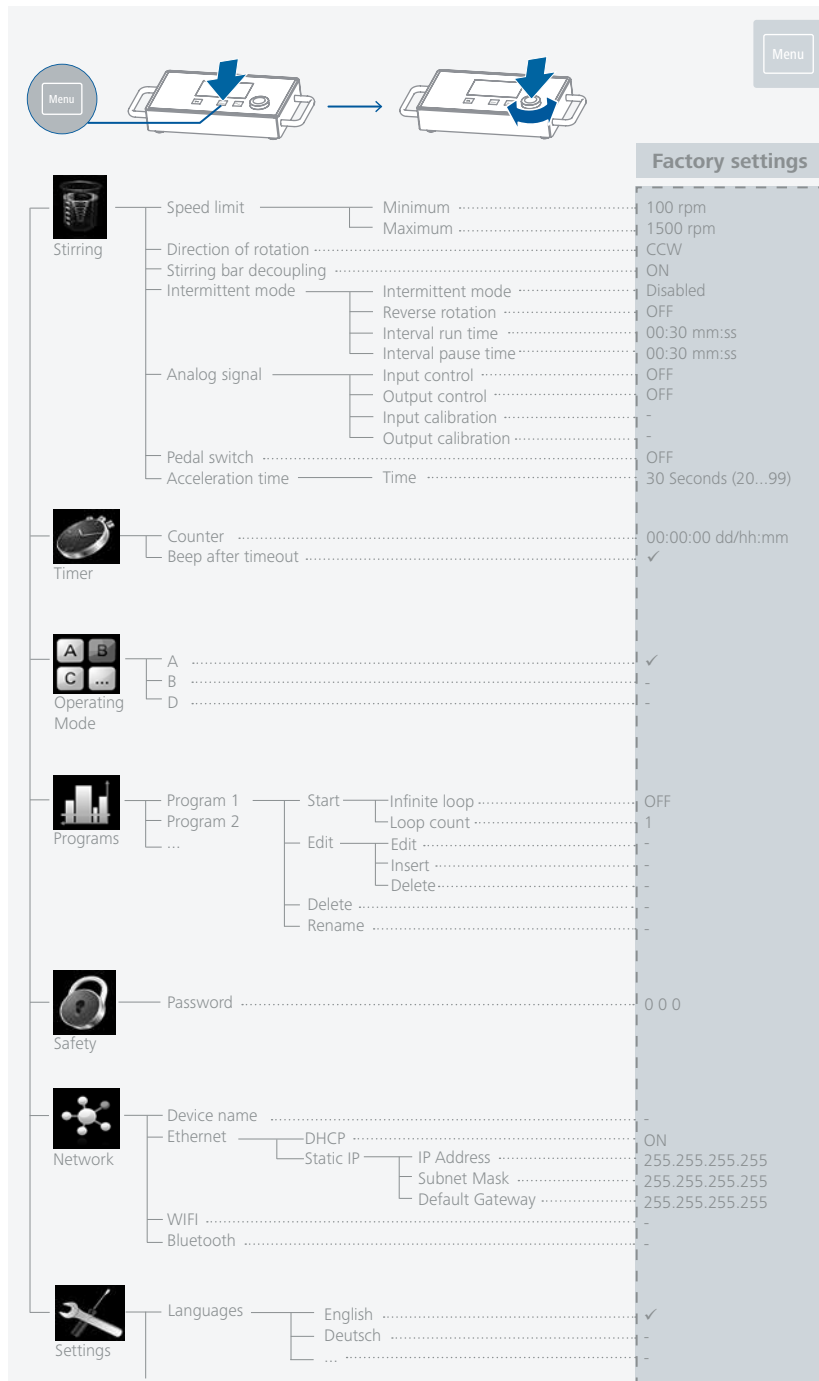 Menu
Menu
Factory settings
Stirring
Speed limit Minimum 100 rpm
Maximum 1500 rpm
Direction of rotation CCW
Stirring bar decoupling ON
Intermittent mode Intermittent mode Disabled
Reverse rotation OFF
Interval run time 00:30 mm:ss
Interval pause time 00:30 mm:ss
Analog signal Input control OFF
Output control OFF
Input calibration -
Output calibration -
Pedal switch OFF
Acceleration time Time 30 Seconds (20...99)
Timer
Counter 00:00:00 dd/hh:mm
Beep after timeout ✓
A B
C ...
Operating
Mode
A ✓
B -
D -
Programs
Program 1 Start Infinite loop OFF
Program 2 Loop count 1
... Edit Edit -
Insert -
Delete -
Delete -
Rename -
Safety
Password 0 0 0
Network
Device name -
Ethernet DHCP ON
Static IP IP Address 255.255.255.255
Subnet Mask 255.255.255.255
Default Gateway 255.255.255.255
WIFI -
Bluetooth -
Settings
Languages English ✓
Deutsch -
... -